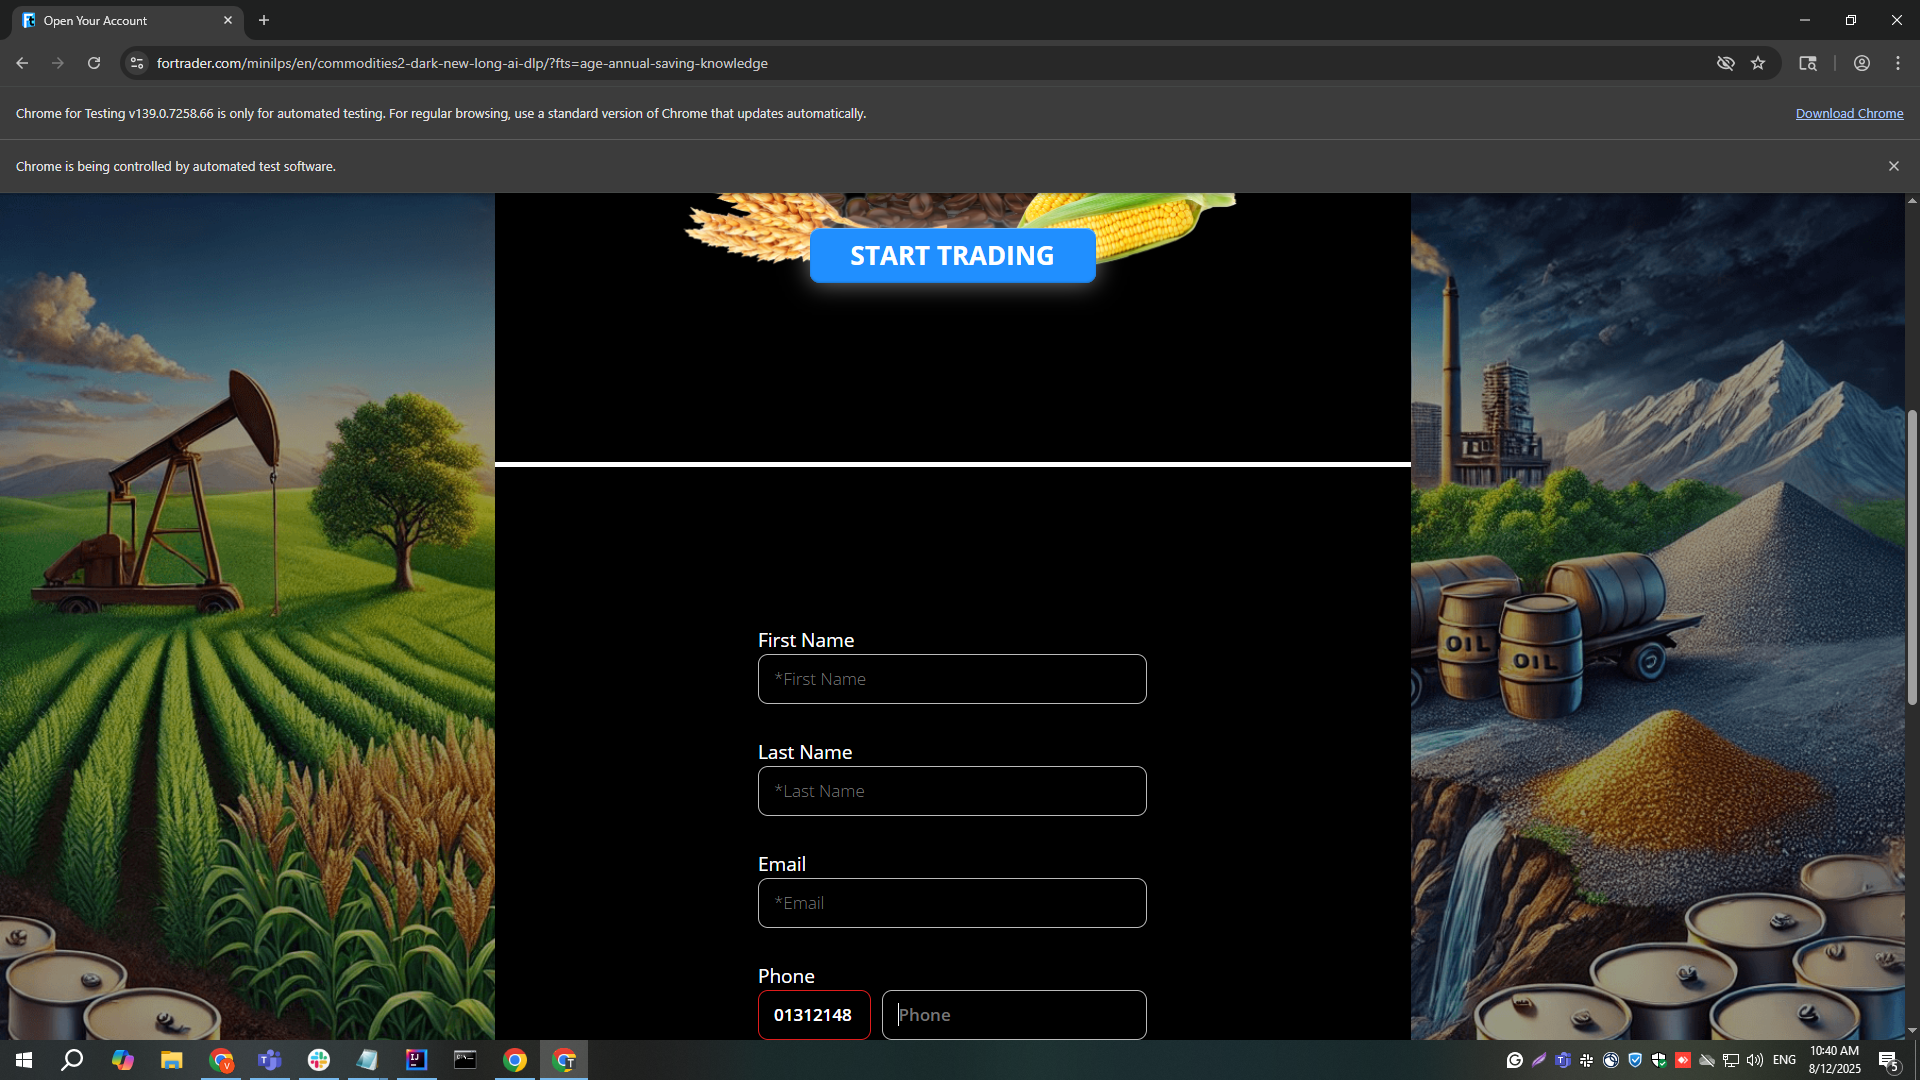 Open Your Account
fortrader.com/minilps/en/commodities2-dark-new-long-ai-dlp/?fts=age-annual-saving-knowledge
Chrome for Testing v139.0.7258.66 is only for automated testing. For regular browsing, use a standard version of Chrome that updates automatically.
Download Chrome
Chrome is being controlled by automated test software.
START TRADING
OIL
OIL
First Name
*First Name
Last Name
*Last Name
Email
*Email
Phone
01312148
Phone
ENG
10:40 AM
8/12/2025
5